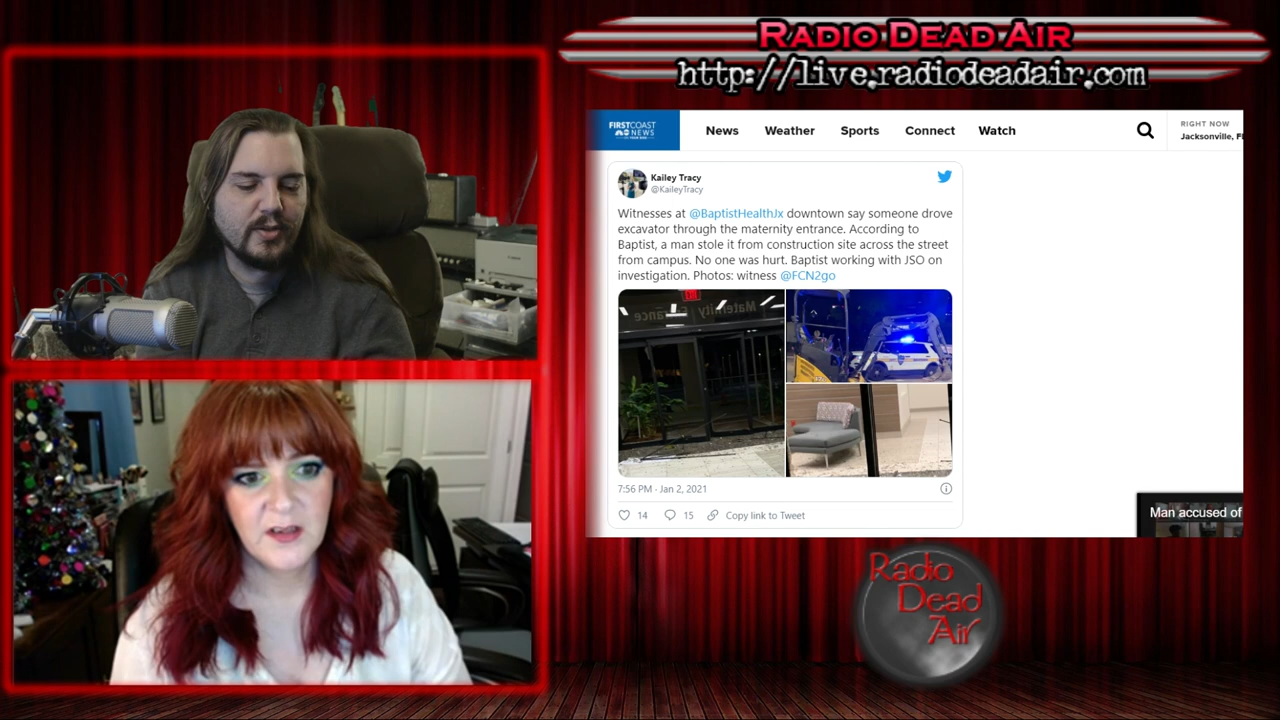 RADIO DEAD AIR
http://live.radiodeadair.com
FIRST COAST
NEWS
News Weather Sports Connect Watch
RIGHT NOW
Jacksonville, F
Kailey Tracy
@KaileyTracy
Witnesses at @BaptistHealthJx downtown say someone drove
excavator through the maternity entrance. According to
Baptist, a man stole it from construction site across the street
from campus. No one was hurt. Baptist working with JSO on
investigation. Photos: witness @FCN2go
Maternity Entrance
7:56 PM · Jan 2, 2021
14 15 Copy link to Tweet
Man accused of
Radio
Dead
Air